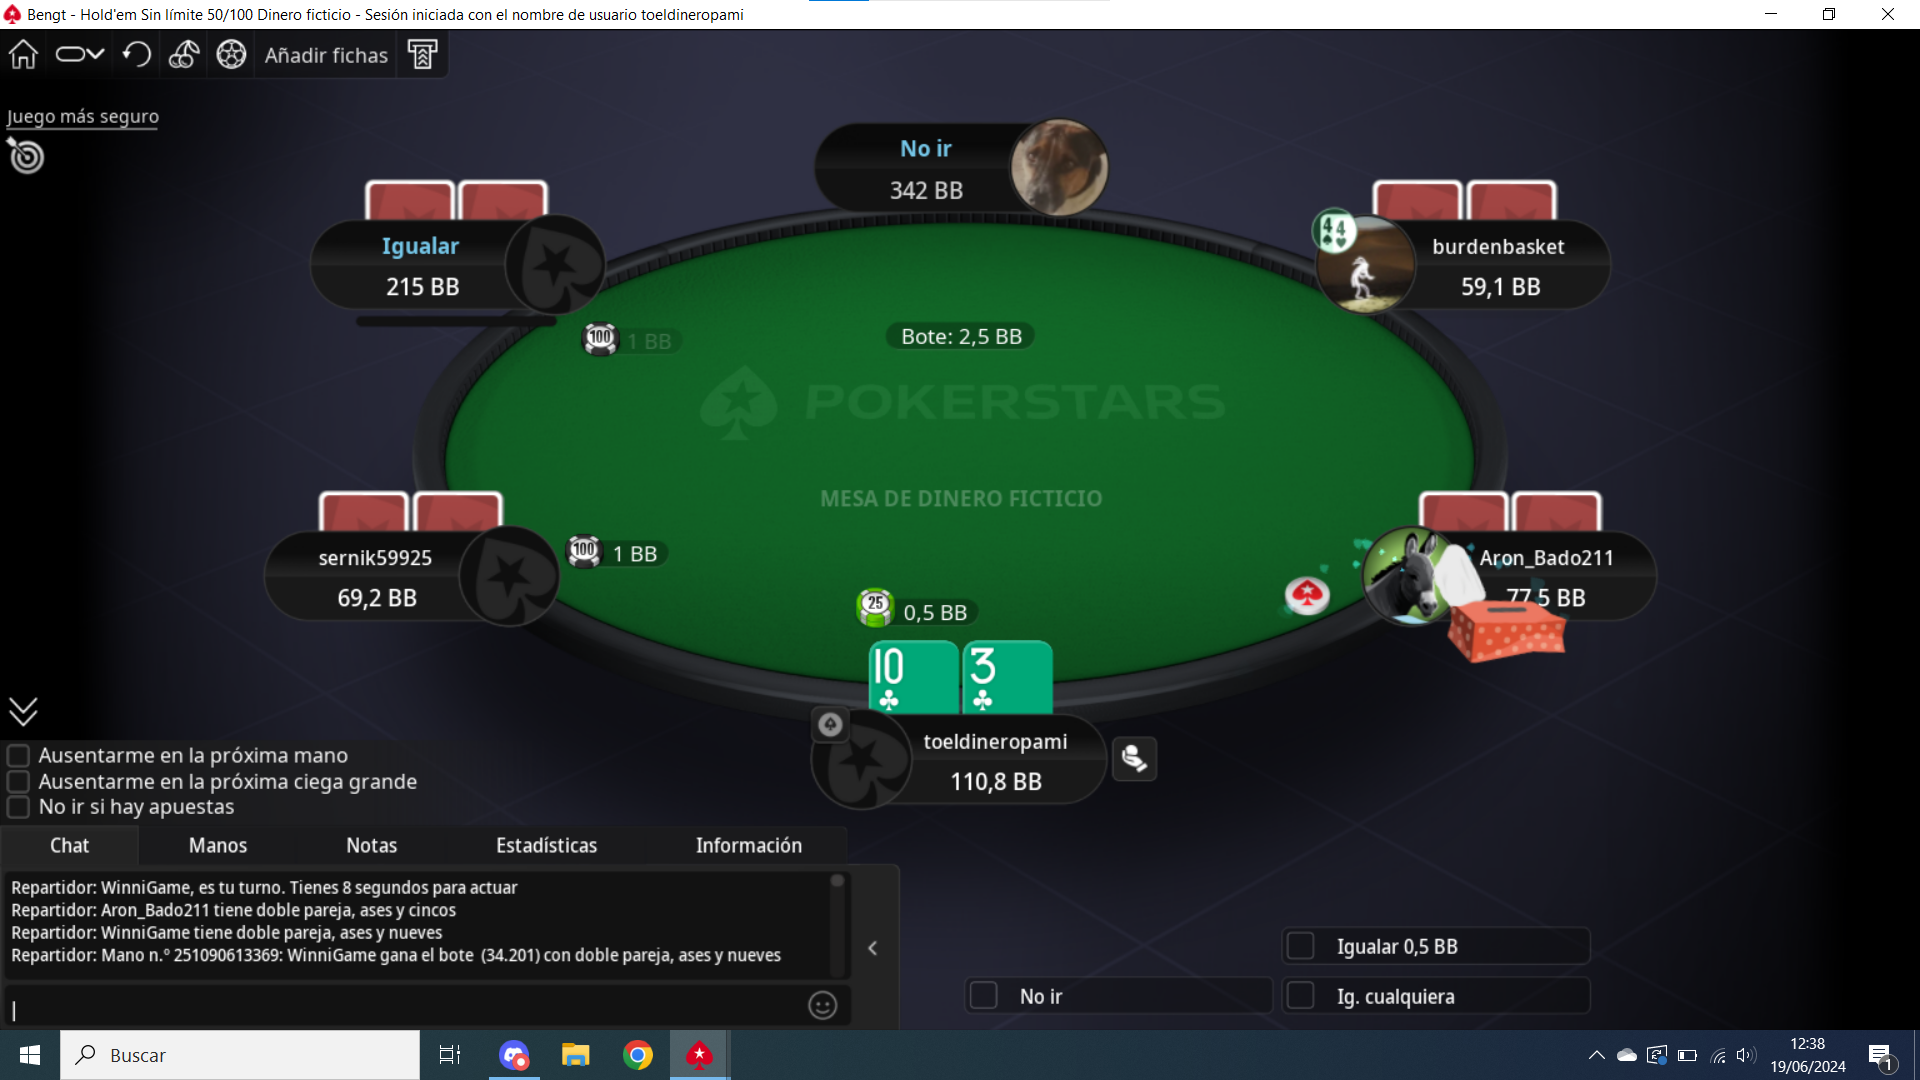 Bengt - Hold'em Sin límite 50/100 Dinero ficticio - Sesión iniciada con el nombre de usuario toeldineropami
Añadir fichas
Juego más seguro
No ir
342 BB
Igualar
215 BB
4 4
burdenbasket
59,1 BB
100
1 BB
Bote: 2,5 BB
POKERSTARS
MESA DE DINERO FICTICIO
sernik59925
69,2 BB
100
1 BB
25
0,5 BB
Aron_Bado211
77,5 BB
10
3
toeldineropami
110,8 BB
Ausentarme en la próxima mano
Ausentarme en la próxima ciega grande
No ir si hay apuestas
Chat
Manos
Notas
Estadísticas
Información
Repartidor: WinniGame, es tu turno. Tienes 8 segundos para actuar
Repartidor: Aron_Bado211 tiene doble pareja, ases y cincos
Repartidor: WinniGame tiene doble pareja, ases y nueves
Repartidor: Mano n.º 251090613369: WinniGame gana el bote (34.201) con doble pareja, ases y nueves
Igualar 0,5 BB
No ir
Ig. cualquiera
Buscar
12:38
19/06/2024
1